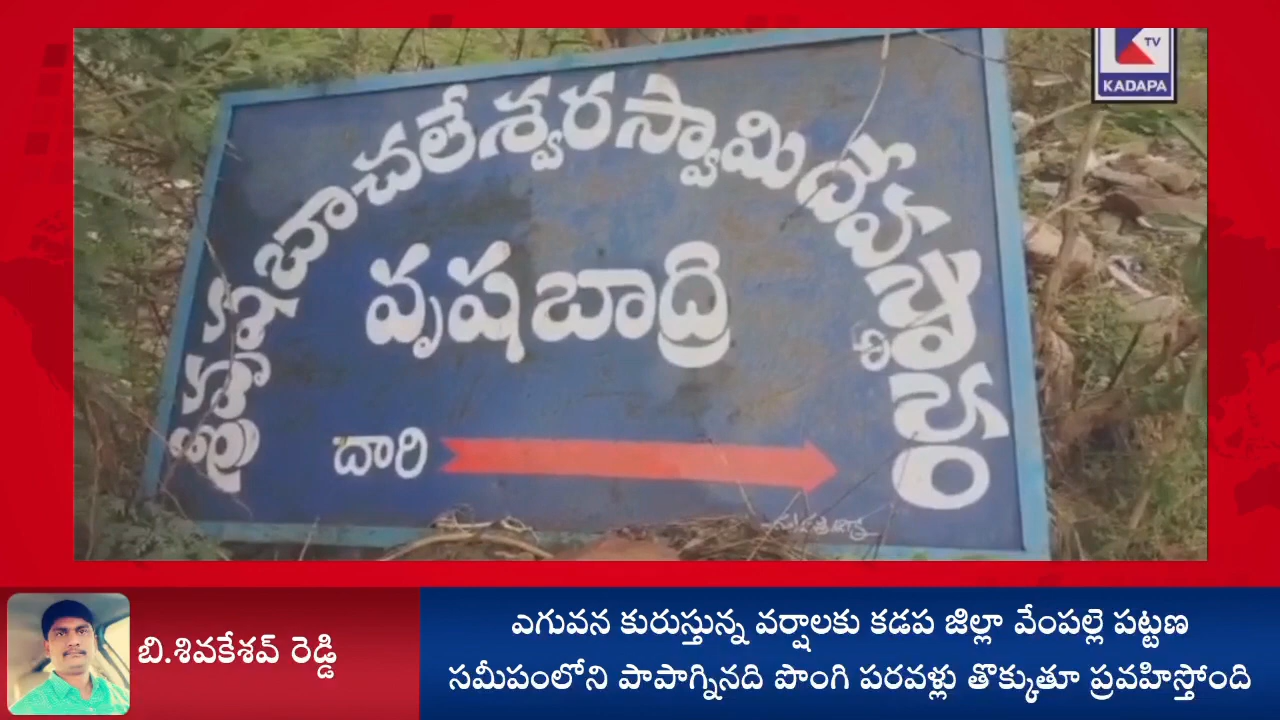 TV
KADAPA
వృషబాచలేశ్వరస్వామిదేవస్థానం
వృషబాద్రి
దారి
బి.శివకేశవ్ రెడ్డి
ఎగువన కురుస్తున్న వర్షాలకు కడప జిల్లా వేంపల్లె పట్టణ
సమీపంలోని పాపాగ్నినది పొంగి పరవళ్లు తొక్కుతూ ప్రవహిస్తోంది